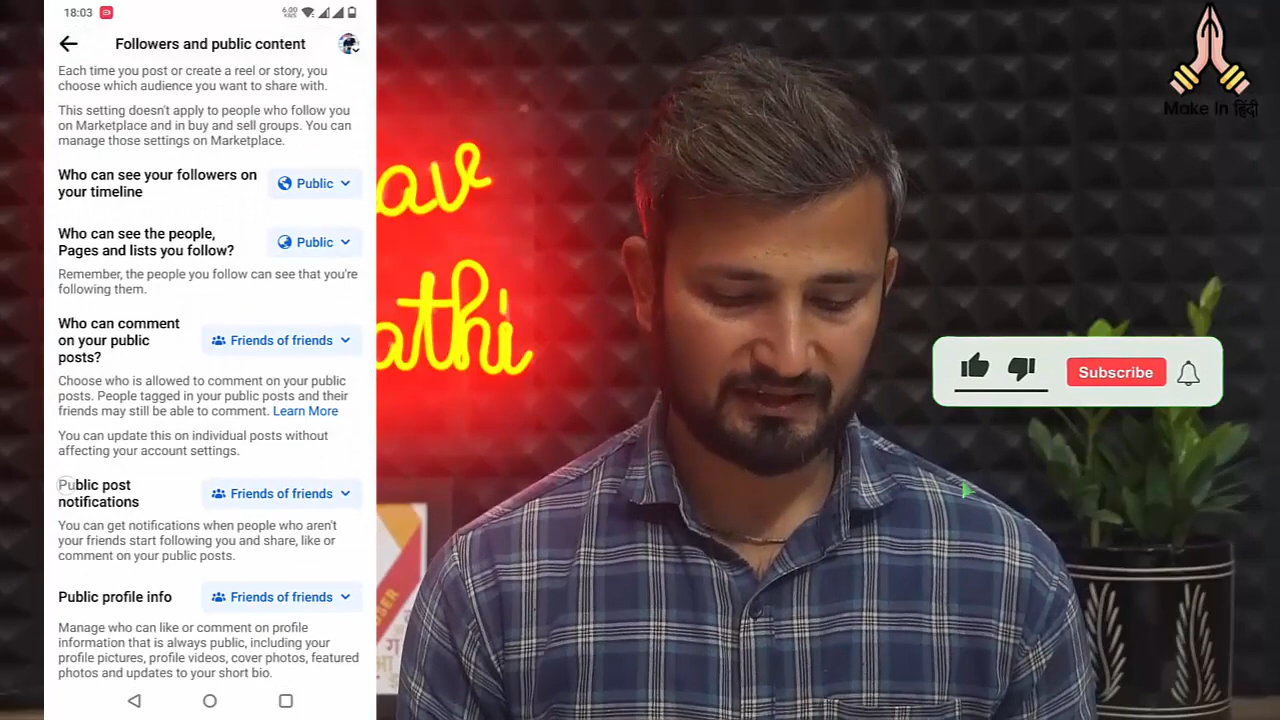 18:03
6.00
KB/S
Followers and public content
Each time you post or create a reel or story, you
choose which audience you want to share with.
This setting doesn't apply to people who follow you
on Marketplace and in buy and sell groups. You can
manage those settings on Marketplace.
Who can see your followers on
your timeline
Public
Who can see the people,
Pages and lists you follow?
Public
Remember, the people you follow can see that you're
following them.
Who can comment
on your public
posts?
Friends of friends
Choose who is allowed to comment on your public
posts. People tagged in your public posts and their
friends may still be able to comment. Learn More
You can update this on individual posts without
affecting your account settings.
Public post
notifications
Friends of friends
You can get notifications when people who aren't
your friends start following you and share, like or
comment on your public posts.
Public profile info
Friends of friends
Manage who can like or comment on profile
information that is always public, including your
profile pictures, profile videos, cover photos, featured
photos and updates to your short bio.
av
athi
Make In हिंदी
Subscribe